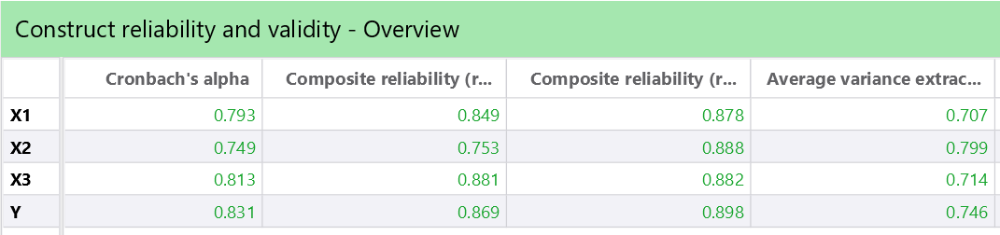 Construct reliability and validity - Overview
Cronbach's alpha Composite reliability (r... Composite reliability (r... Average variance extrac...
X1 0.793 0.849 0.878 0.707
X2 0.749 0.753 0.888 0.799
X3 0.813 0.881 0.882 0.714
Y 0.831 0.869 0.898 0.746